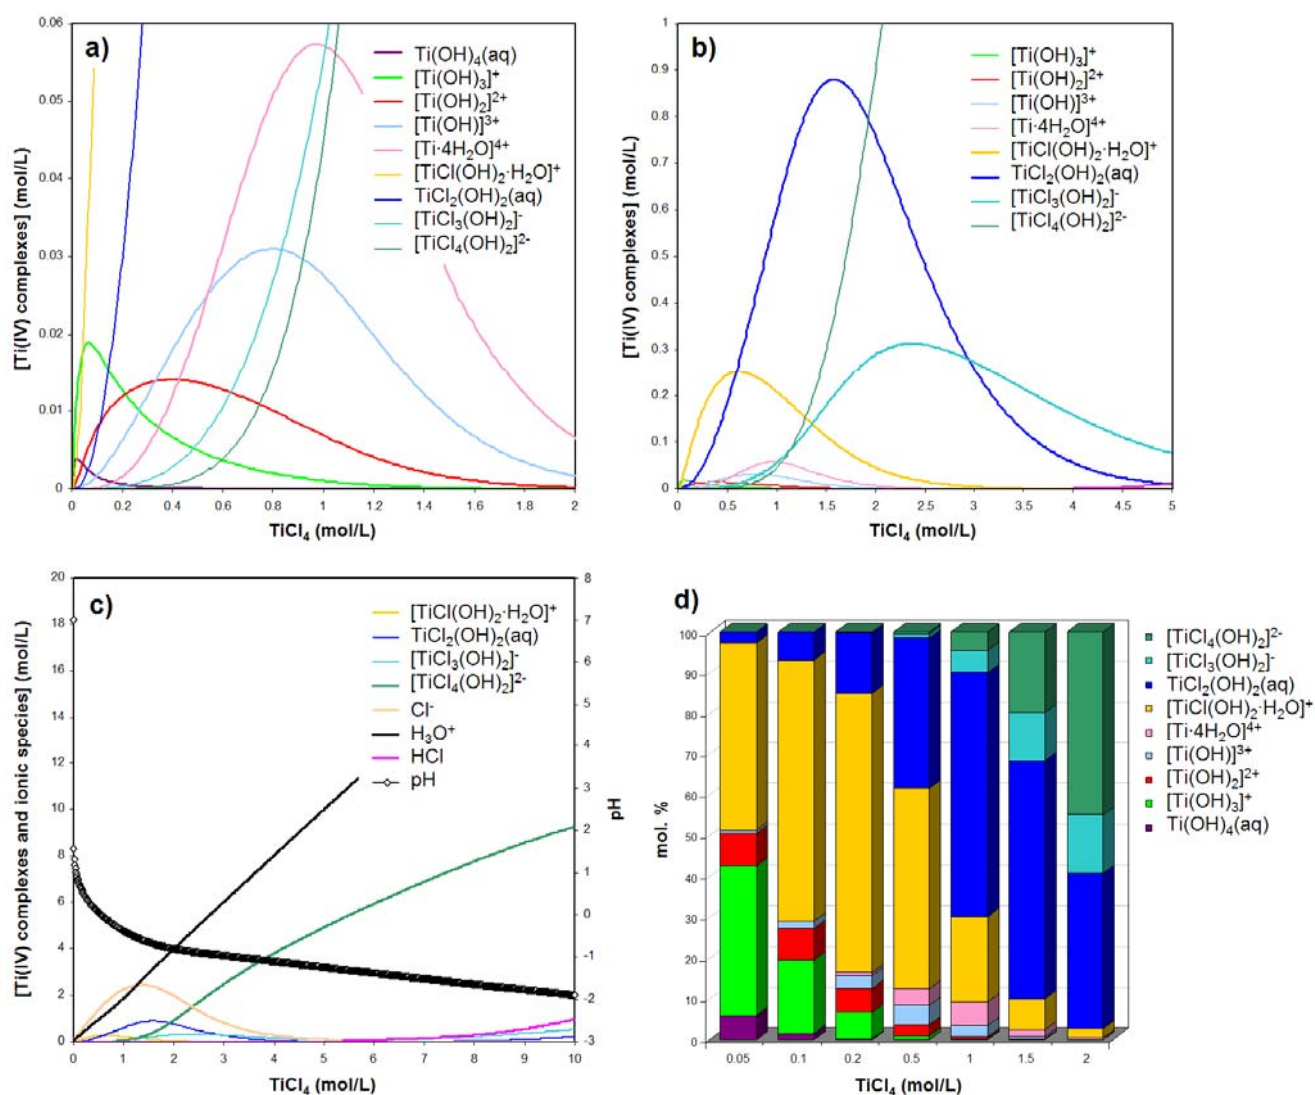 a)
[Ti(IV) complexes] (mol/L)
0.06
0.05
0.04
0.03
0.02
0.01
0
0 0.2 0.4 0.6 0.8 1 1.2 1.4 1.6 1.8 2
TiCl₄ (mol/L)
Ti(OH)₄(aq)
[Ti(OH)₃]⁺
[Ti(OH)₂]²⁺
[Ti(OH)]³⁺
[Ti·4H₂O]⁴⁺
[TiCl(OH)₂·H₂O]⁺
TiCl₂(OH)₂(aq)
[TiCl₃(OH)₂]⁻
[TiCl₄(OH)₂]²⁻
b)
[Ti(IV) complexes] (mol/L)
1
0.9
0.8
0.7
0.6
0.5
0.4
0.3
0.2
0.1
0
0 0.5 1 1.5 2 2.5 3 3.5 4 4.5 5
TiCl₄ (mol/L)
[Ti(OH)₃]⁺
[Ti(OH)₂]²⁺
[Ti(OH)]³⁺
[Ti·4H₂O]⁴⁺
[TiCl(OH)₂·H₂O]⁺
TiCl₂(OH)₂(aq)
[TiCl₃(OH)₂]⁻
[TiCl₄(OH)₂]²⁻
c)
[Ti(IV) complexes and ionic species] (mol/L)
20
18
16
14
12
10
8
6
4
2
0
0 1 2 3 4 5 6 7 8 9 10
TiCl₄ (mol/L)
8
7
6
5
4
3
2
1
0
-1
-2
-3
pH
[TiCl(OH)₂·H₂O]⁺
TiCl₂(OH)₂(aq)
[TiCl₃(OH)₂]⁻
[TiCl₄(OH)₂]²⁻
Cl⁻
H₃O⁺
HCl
pH
d)
mol. %
100
90
80
70
60
50
40
30
20
10
0
0.05 0.1 0.2 0.5 1 1.5 2
TiCl₄ (mol/L)
[TiCl₄(OH)₂]²⁻
[TiCl₃(OH)₂]⁻
TiCl₂(OH)₂(aq)
[TiCl(OH)₂·H₂O]⁺
[Ti·4H₂O]⁴⁺
[Ti(OH)]³⁺
[Ti(OH)₂]²⁺
[Ti(OH)₃]⁺
Ti(OH)₄(aq)